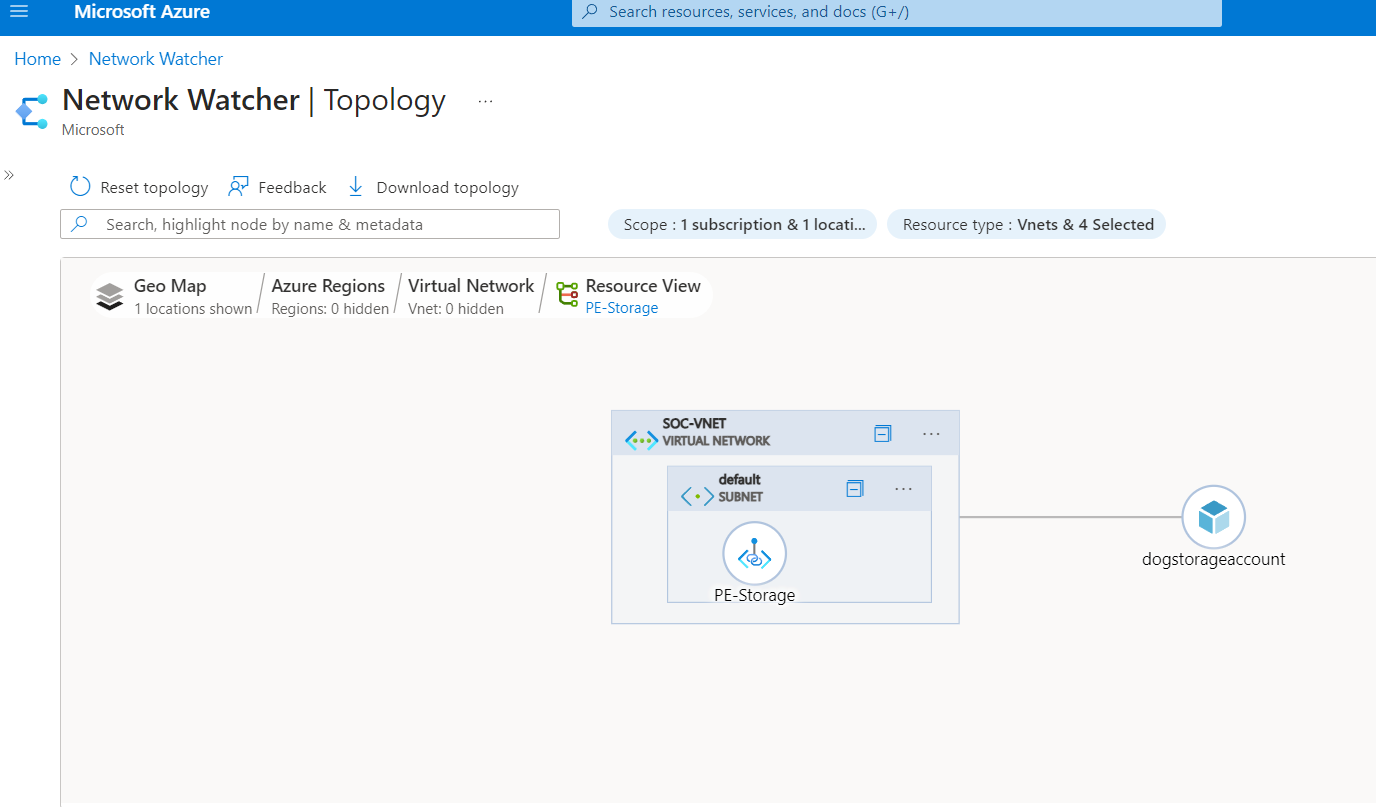 Microsoft Azure
Search resources, services, and docs (G+/)
Home > Network Watcher
Network Watcher | Topology ...
Microsoft
Reset topology Feedback Download topology
Search, highlight node by name & metadata
Scope : 1 subscription & 1 locati...
Resource type : Vnets & 4 Selected
Geo Map
1 locations shown
Azure Regions
Regions: 0 hidden
Virtual Network
Vnet: 0 hidden
Resource View
PE-Storage
SOC-VNET
VIRTUAL NETWORK
default
SUBNET
PE-Storage
dogstorageaccount